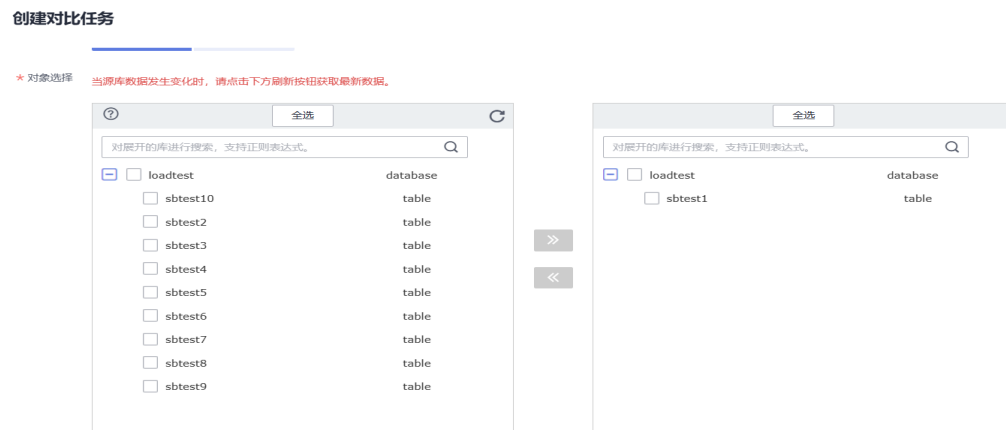 创建对比任务
* 对象选择 当源库数据发生变化时，请点击下方刷新按钮获取最新数据。
全选 全选
对展开的库进行搜索，支持正则表达式。 对展开的库进行搜索，支持正则表达式。
loadtest database loadtest database
sbtest10 table sbtest1 table
sbtest2 table
sbtest3 table
sbtest4 table
sbtest5 table
sbtest6 table
sbtest7 table
sbtest8 table
sbtest9 table